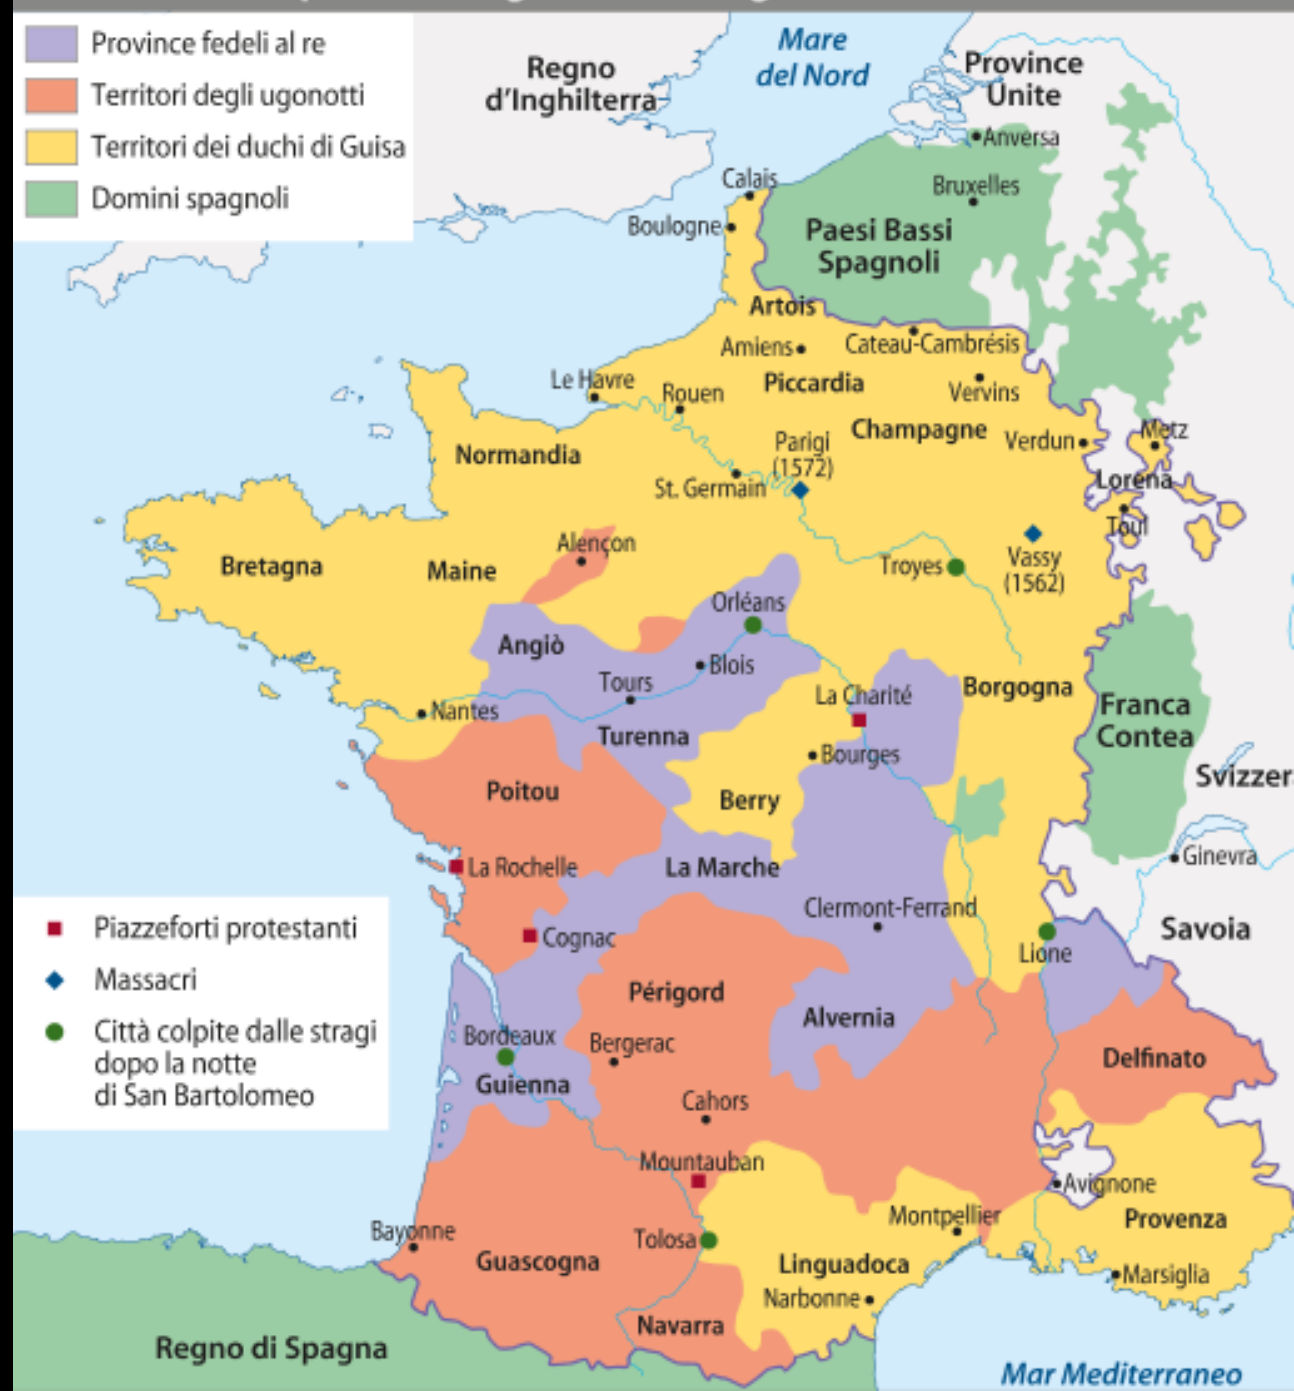 Province fedeli al re
Territori degli ugonotti
Territori dei duchi di Guisa
Domini spagnoli
Regno
d'Inghilterra
Mare
del Nord
Province
Unite
Anversa
Calais
Bruxelles
Boulogne
Paesi Bassi
Spagnoli
Artois
Amiens
Cateau-Cambrésis
Le Havre
Rouen
Piccardia
Vervins
Normandia
Parigi
(1572)
Champagne
Verdun
Metz
St. Germain
Lorena
Toul
Bretagna
Maine
Alençon
Troyes
Vassy
(1562)
Orléans
Angiò
Blois
Tours
La Charité
Borgogna
Franca
Contea
Nantes
Turenna
Bourges
Svizzer
Poitou
Berry
La Rochelle
La Marche
Ginevra
Clermont-Ferrand
Cognac
Lione
Savoia
Piazzeforti protestanti
Massacri
Città colpite dalle stragi
dopo la notte
di San Bartolomeo
Périgord
Alvernia
Bordeaux
Bergerac
Delfinato
Guienna
Cahors
Mountauban
Avignone
Bayonne
Tolosa
Montpellier
Provenza
Guascogna
Linguadoca
Marsiglia
Narbonne
Navarra
Regno di Spagna
Mar Mediterraneo